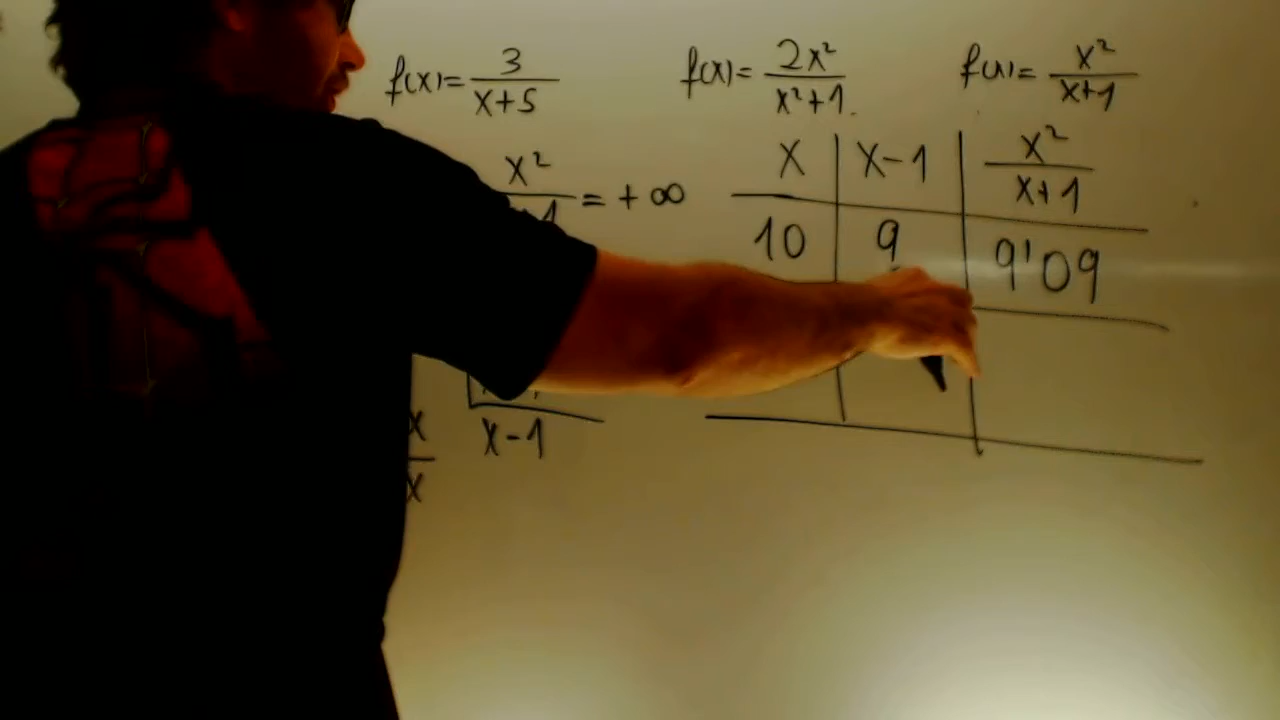 f(x)= 3/(x+5)
f(x)= 2x²/(x²+1)
f(x)= x²/(x+1)
x² = +∞
x | x-1 | x²/(x+1)
10 | 9 | 9'09
x/x
x-1